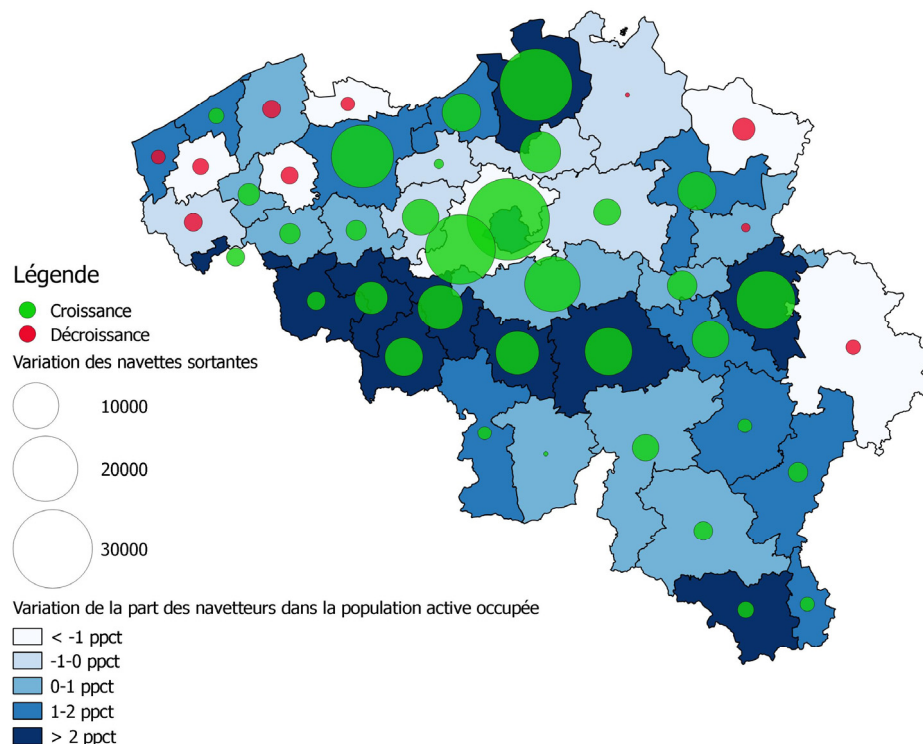 Légende
Croissance
Décroissance
Variation des navettes sortantes
10000
20000
30000
Variation de la part des navetteurs dans la population active occupée
< -1 ppct
-1-0 ppct
0-1 ppct
1-2 ppct
> 2 ppct